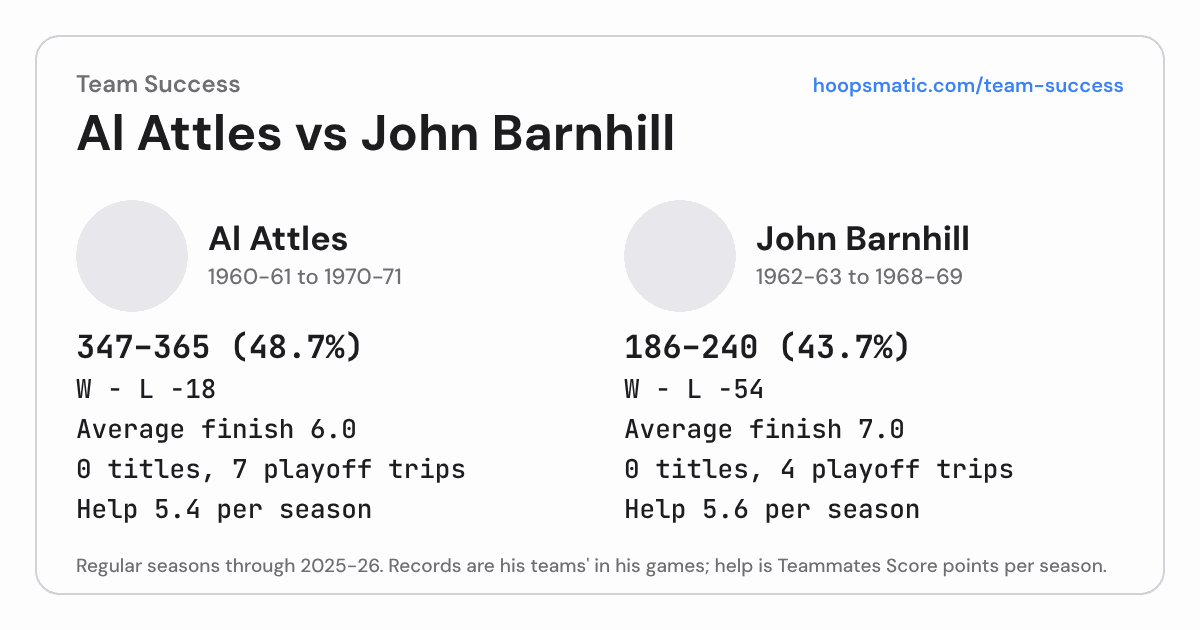 Team Success
hoopsmatic.com/team-success
Al Attles vs John Barnhill
Al Attles
1960-61 to 1970-71
347-365 (48.7%)
W - L -18
Average finish 6.0
0 titles, 7 playoff trips
Help 5.4 per season
John Barnhill
1962-63 to 1968-69
186-240 (43.7%)
W - L -54
Average finish 7.0
0 titles, 4 playoff trips
Help 5.6 per season
Regular seasons through 2025-26. Records are his teams' in his games; help is Teammates Score points per season.